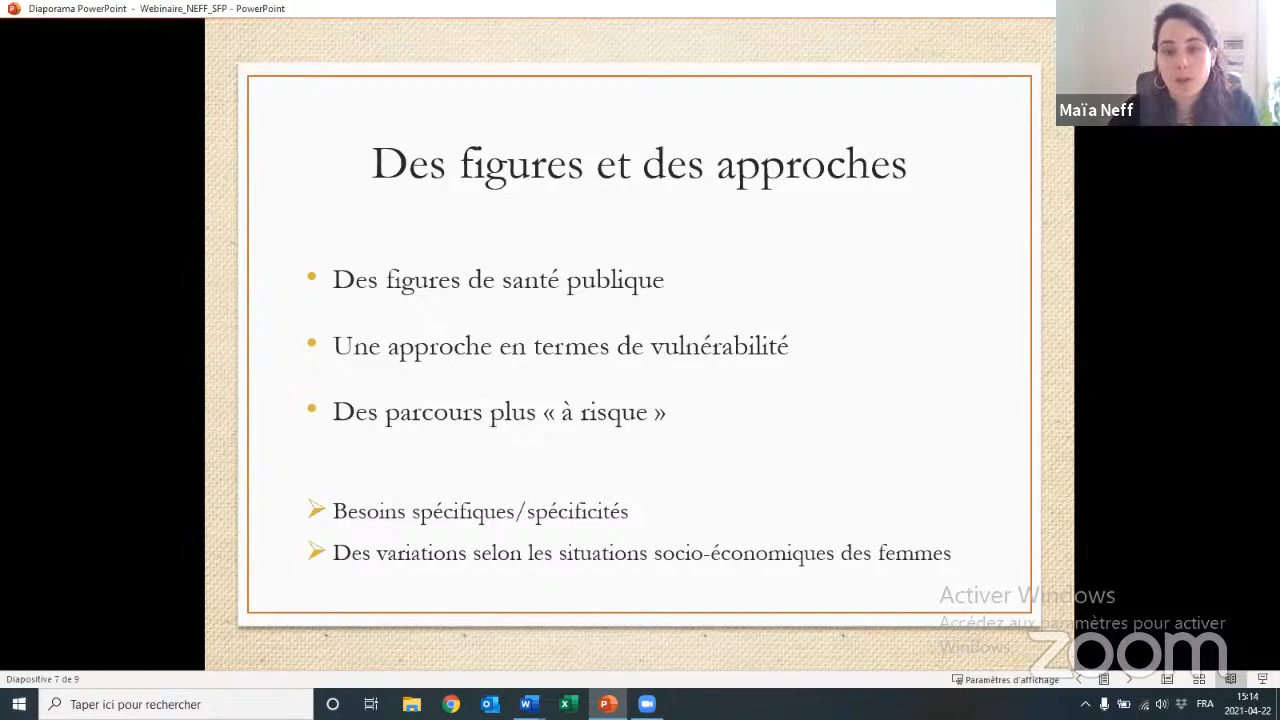 Diaporama PowerPoint - Webinaire_NEFF_SFP - PowerPoint
Maïa Neff
Des figures et des approches
• Des figures de santé publique
• Une approche en termes de vulnérabilité
• Des parcours plus « à risque »
➢ Besoins spécifiques/spécificités
➢ Des variations selon les situations socio-économiques des femmes
Activer Windows
Accédez aux paramètres pour activer
Windows.
zoom
Diapositive 7 de 9
Paramètres d'affichage
Taper ici pour rechercher
FRA
15:14
2021-04-22